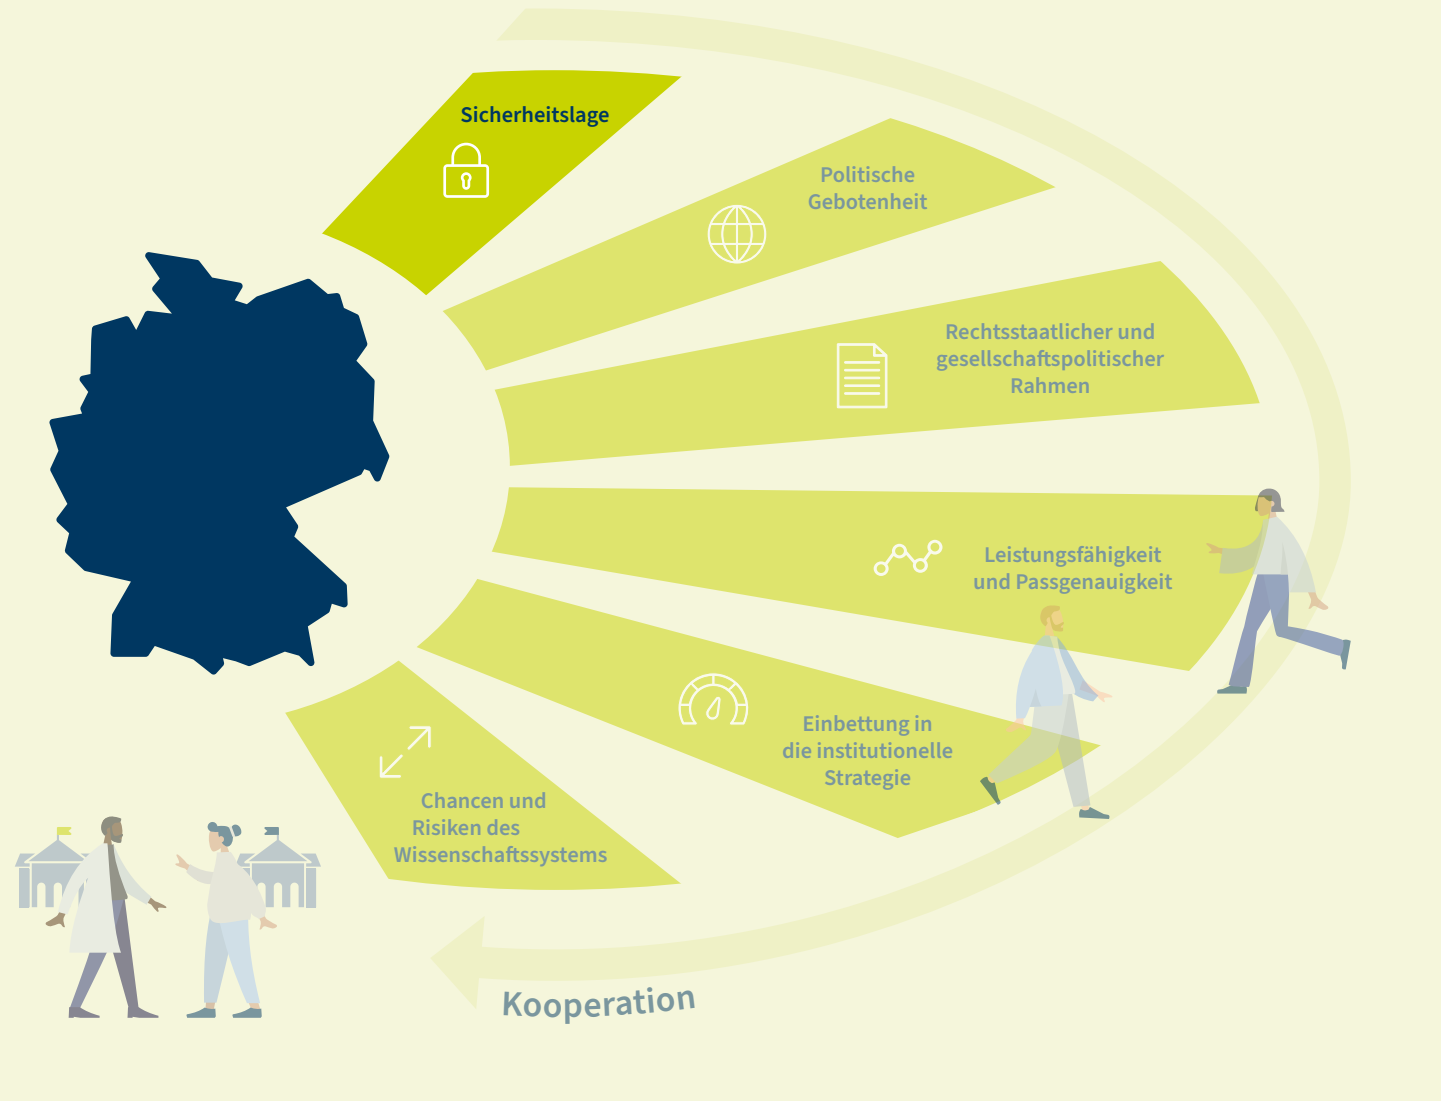 Sicherheitslage
Politische
Gebotenheit
Rechtsstaatlicher und
gesellschaftspolitischer
Rahmen
Leistungsfähigkeit
und Passgenauigkeit
Einbettung in
die institutionelle
Strategie
Chancen und
Risiken des
Wissenschaftssystems
Kooperation